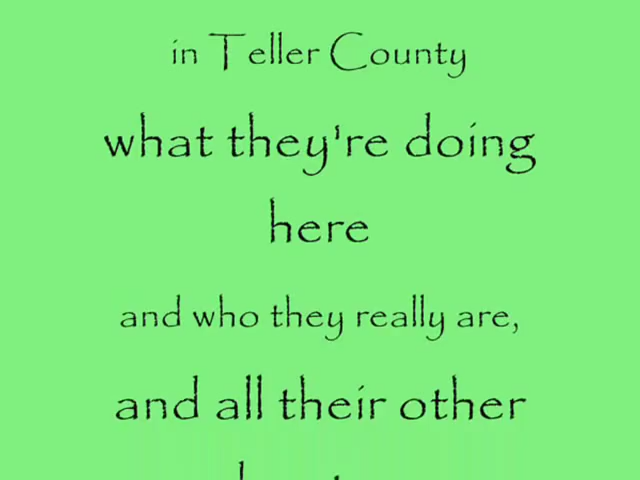 in Teller County
what they're doing
here
and who they really are,
and all their other